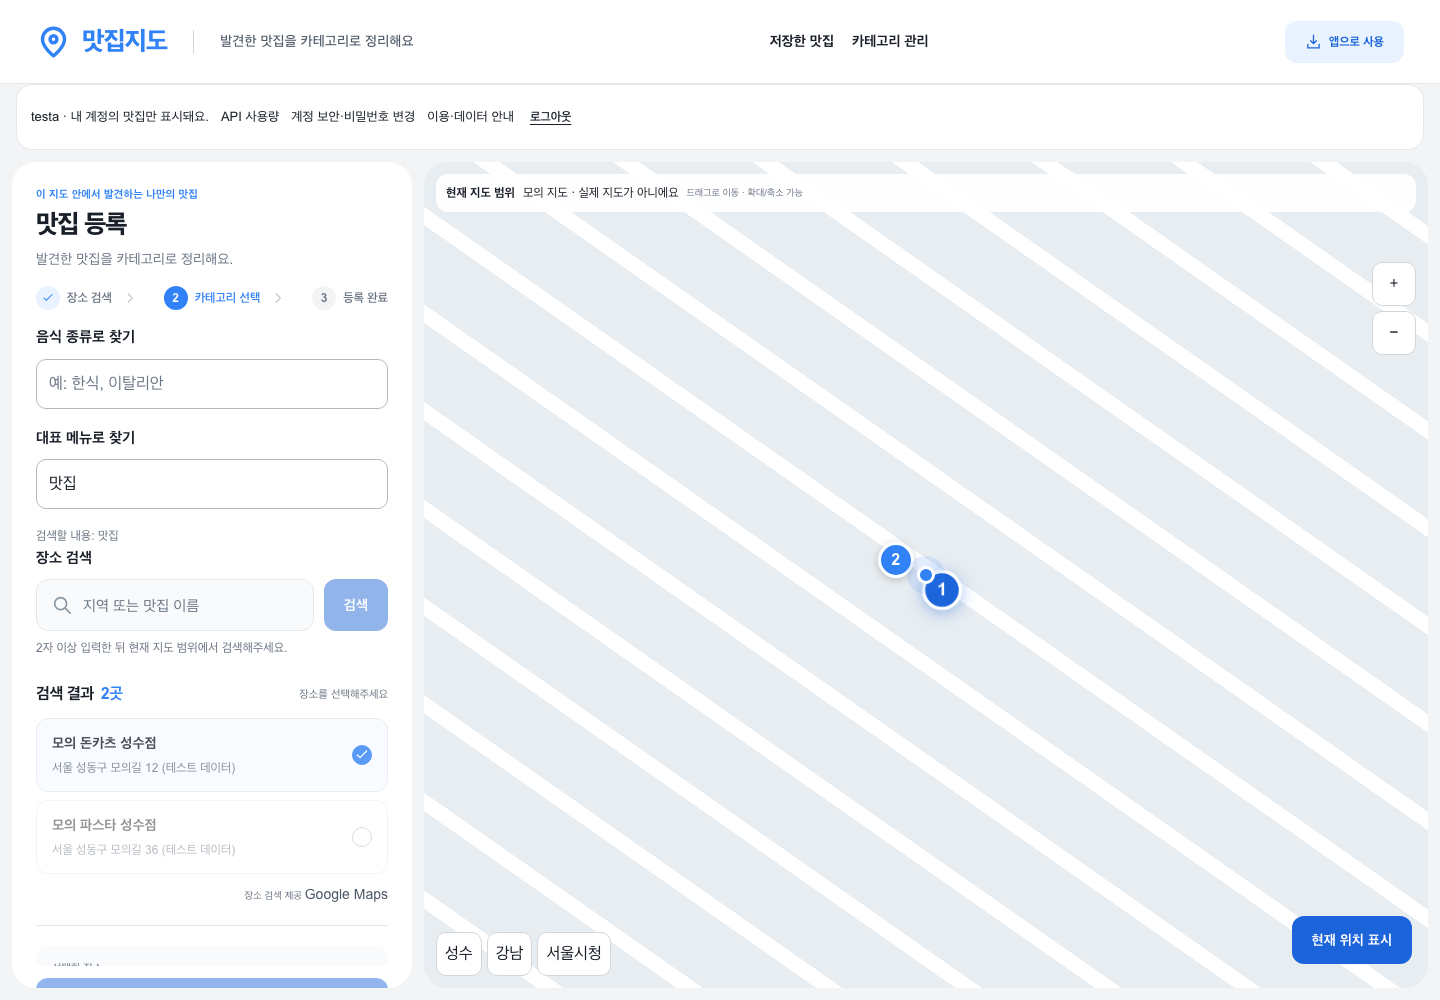 맛집지도
발견한 맛집을 카테고리로 정리해요
저장한 맛집 카테고리 관리
앱으로 사용
testa · 내 계정의 맛집만 표시돼요. API 사용량 계정 보안·비밀번호 변경 이용·데이터 안내 로그아웃
이 지도 안에서 발견하는 나만의 맛집
맛집 등록
발견한 맛집을 카테고리로 정리해요.
장소 검색
2 카테고리 선택
3 등록 완료
음식 종류로 찾기
예: 한식, 이탈리안
대표 메뉴로 찾기
맛집
검색할 내용: 맛집
장소 검색
지역 또는 맛집 이름
검색
2자 이상 입력한 뒤 현재 지도 범위에서 검색해주세요.
검색 결과 2곳
장소를 선택해주세요
모의 돈카츠 성수점
서울 성동구 모의길 12 (테스트 데이터)
모의 파스타 성수점
서울 성동구 모의길 36 (테스트 데이터)
장소 검색 제공 Google Maps
현재 지도 범위 모의 지도 · 실제 지도가 아니에요 드래그로 이동 · 확대/축소 가능
+
−
2
1
성수
강남
서울시청
현재 위치 표시